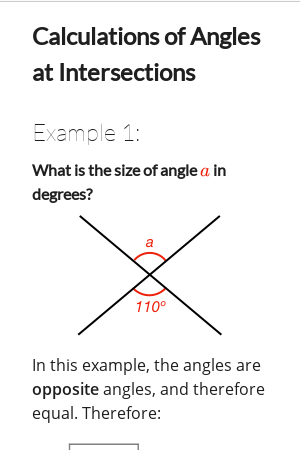 Calculations of Angles
at Intersections
Example 1:
What is the size of angle a in
degrees?
a
110°
In this example, the angles are
opposite angles, and therefore
equal. Therefore: